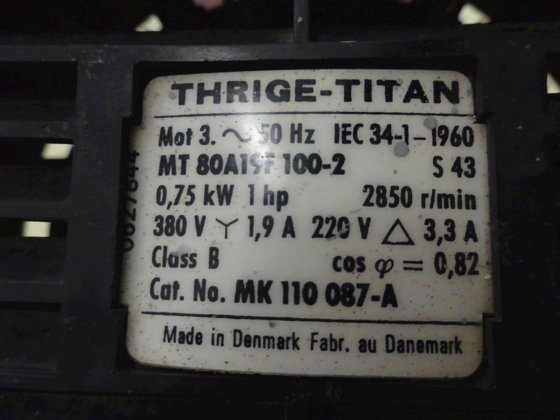 THRIGE-TITAN
Mot 3. ~ 50 Hz IEC 34-1-1960
MT 80A19F 100-2 S 43
0,75 kW 1 hp 2850 r/min
380 V Y 1,9 A 220 V △ 3,3 A
Class B cos φ = 0,82
Cat. No. MK 110 087-A
Made in Denmark Fabr. au Danemark